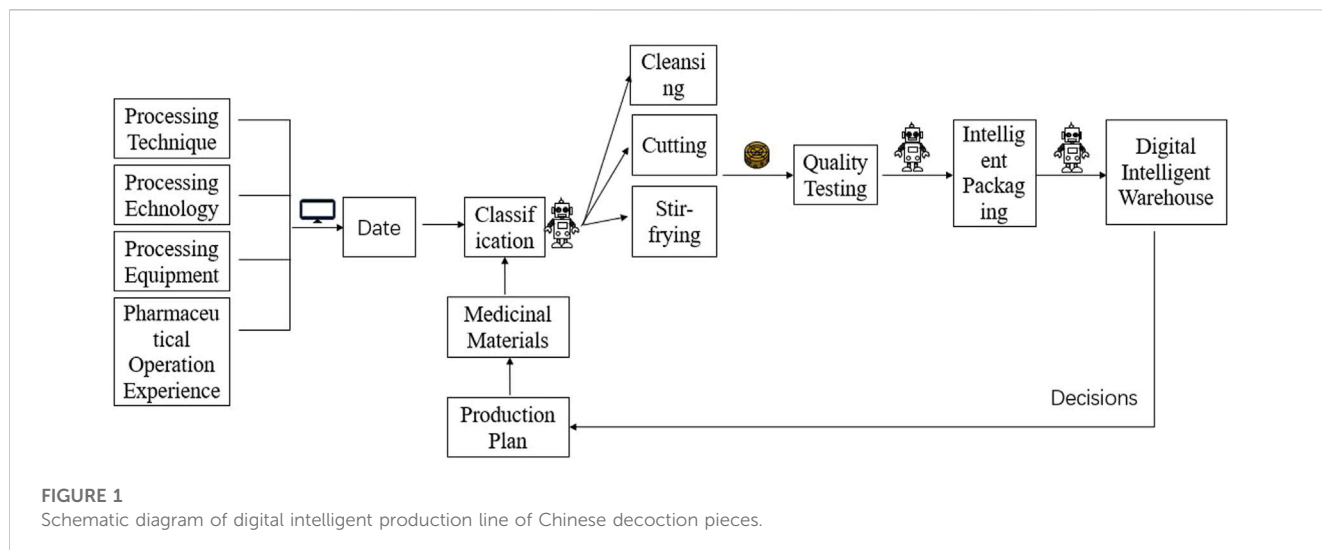 Processing
Technique
Processing
Echnology
Processing
Equipment
Pharmaceu
tical
Operation
Experience
Date
Classif
ication
Medicinal
Materials
Production
Plan
Cleansi
ng
Cutting
Stir-
frying
Quality
Testing
Intellig
ent
Packag
ing
Digital
Intelligent
Warehouse
Decisions
FIGURE 1
Schematic diagram of digital intelligent production line of Chinese decoction pieces.